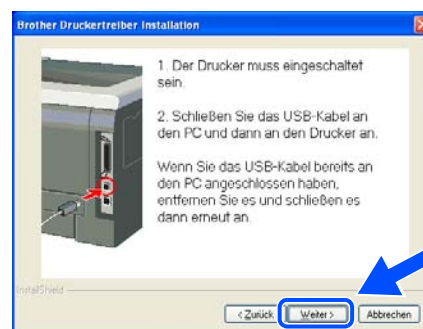 Brother Druckertreiber Installation
1. Der Drucker muss eingeschaltet
sein.
2. Schließen Sie das USB-Kabel an
den PC und dann an den Drucker an.
Wenn Sie das USB-Kabel bereits an
den PC angeschlossen haben,
entfernen Sie es und schließen es
dann erneut an.
InstallShield
< Zurück
Weiter >
Abbrechen